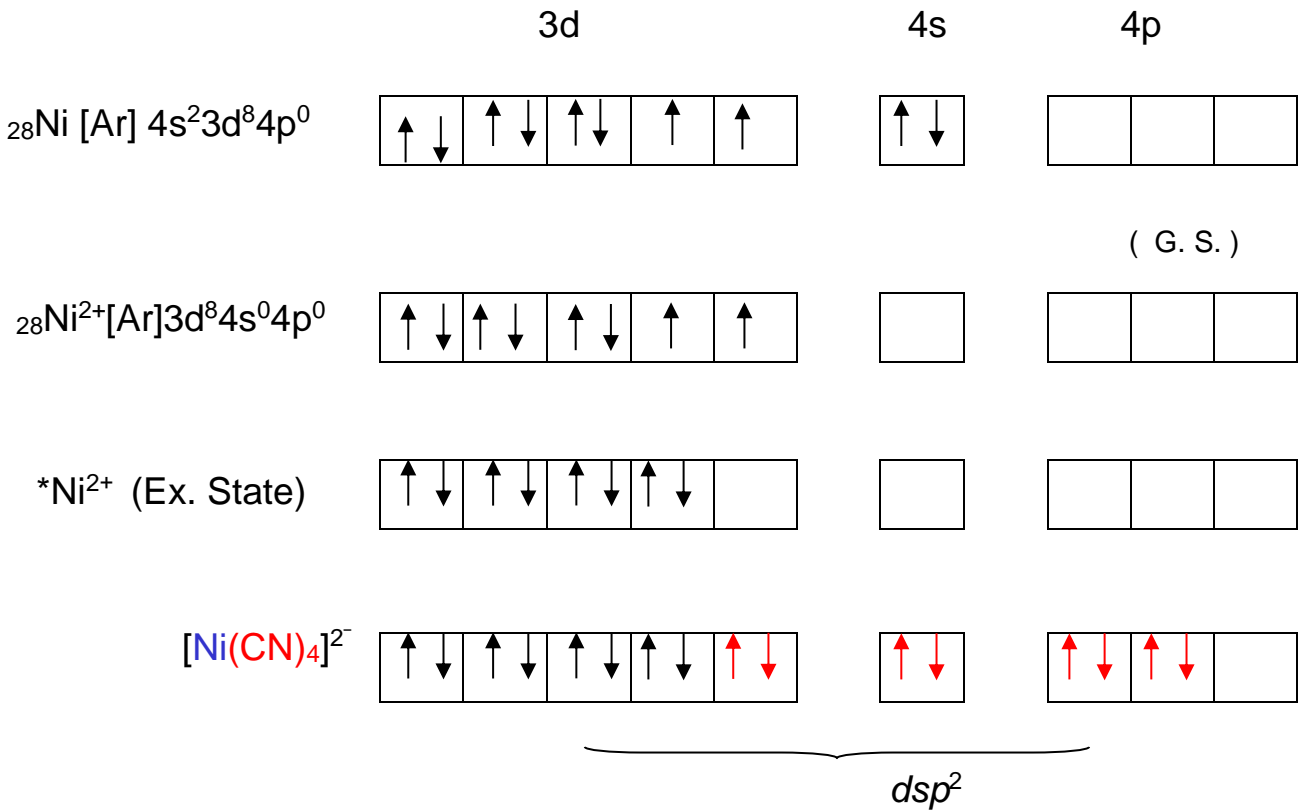 3d 4s 4p
₂₈Ni [Ar] 4s²3d⁸4p⁰
( G. S. )
₂₈Ni²⁺[Ar]3d⁸4s⁰4p⁰
*Ni²⁺ (Ex. State)
[Ni(CN)₄]²⁻
dsp²